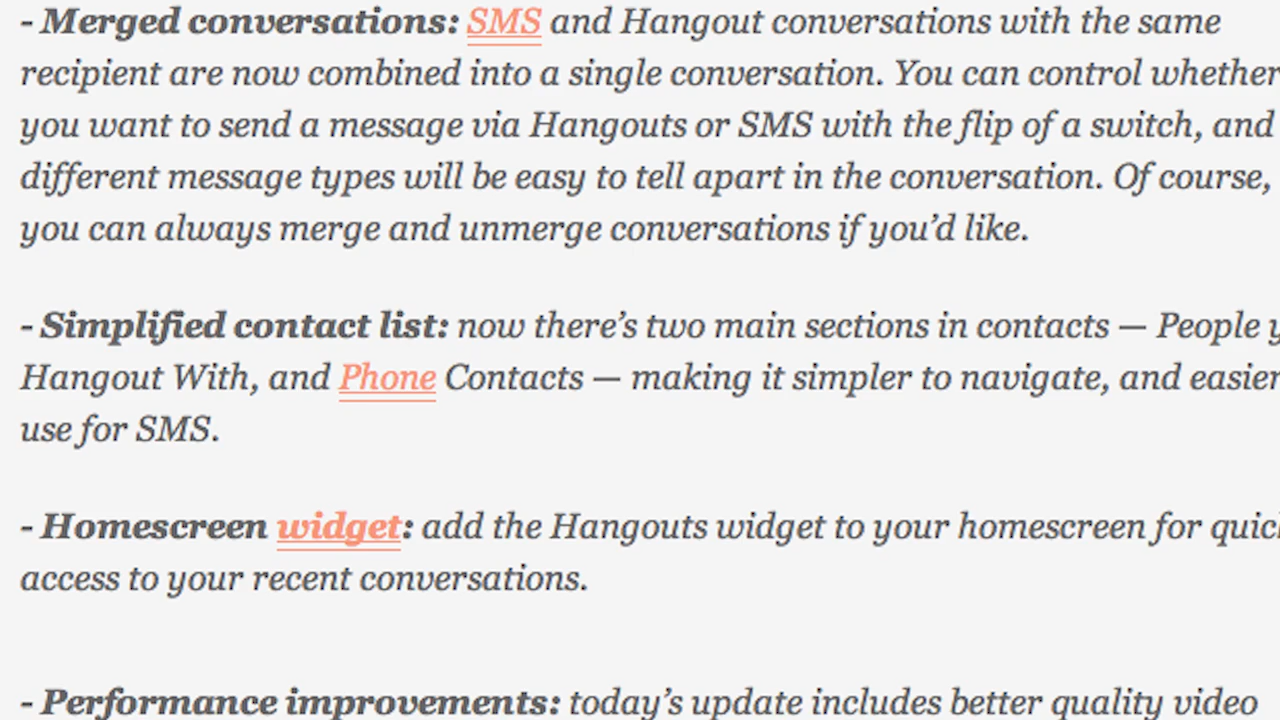 - Merged conversations: SMS and Hangout conversations with the same
recipient are now combined into a single conversation. You can control whether
you want to send a message via Hangouts or SMS with the flip of a switch, and
different message types will be easy to tell apart in the conversation. Of course,
you can always merge and unmerge conversations if you’d like.
- Simplified contact list: now there’s two main sections in contacts — People
Hangout With, and Phone Contacts — making it simpler to navigate, and easier
use for SMS.
- Homescreen widget: add the Hangouts widget to your homescreen for
access to your recent conversations.
- Performance improvements: today’s update includes better quality video